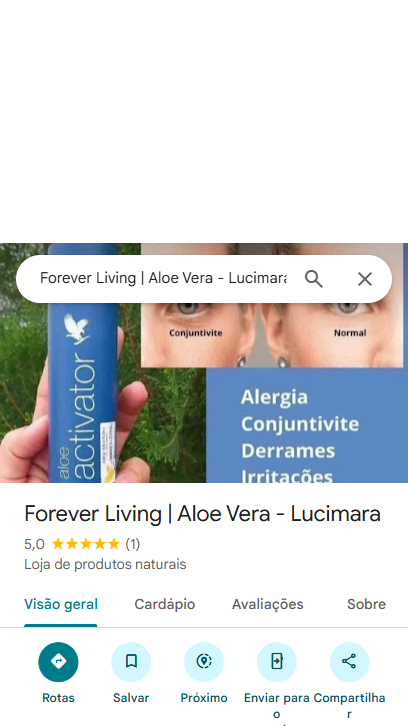 Forever Living | Aloe Vera - Lucimara
Conjuntivite
Normal
aloe
activator
Alergia
Conjuntivite
Derrames
Irritações
Forever Living | Aloe Vera - Lucimara
5,0 (1)
Loja de produtos naturais
Visão geral Cardápio Avaliações Sobre
Rotas Salvar Próximo Enviar para o Compartilhar